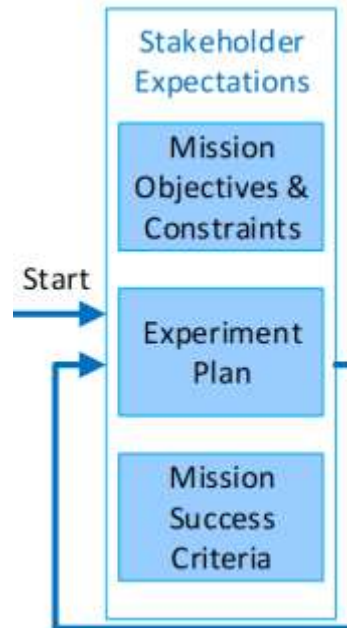 Stakeholder
Expectations
Mission
Objectives &
Constraints
Start
Experiment
Plan
Mission
Success
Criteria